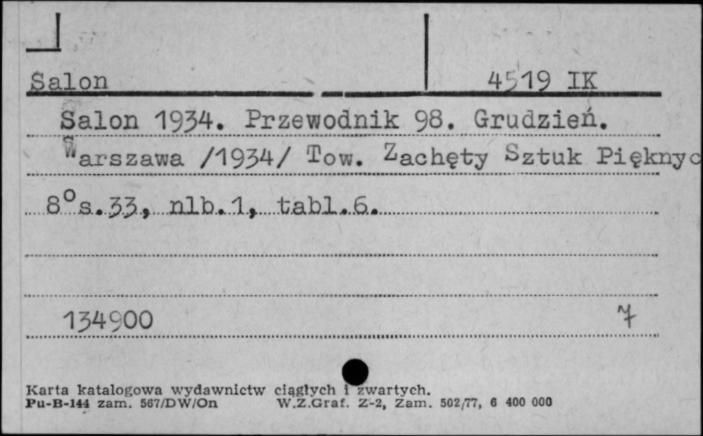 Salon 4519 IK
Salon 1934. Przewodnik 98. Grudzień.
Warszawa /1934/ Tow. Zachęty Sztuk Pięknyc
8° s.33, nlb.1, tabl.6.
134900 7
Karta katalogowa wydawnictw ciągłych i zwartych.
Pu-B-144 zam. 567/DW/On W.Z.Graf. Z-2, Zam. 502/77, 6 400 000